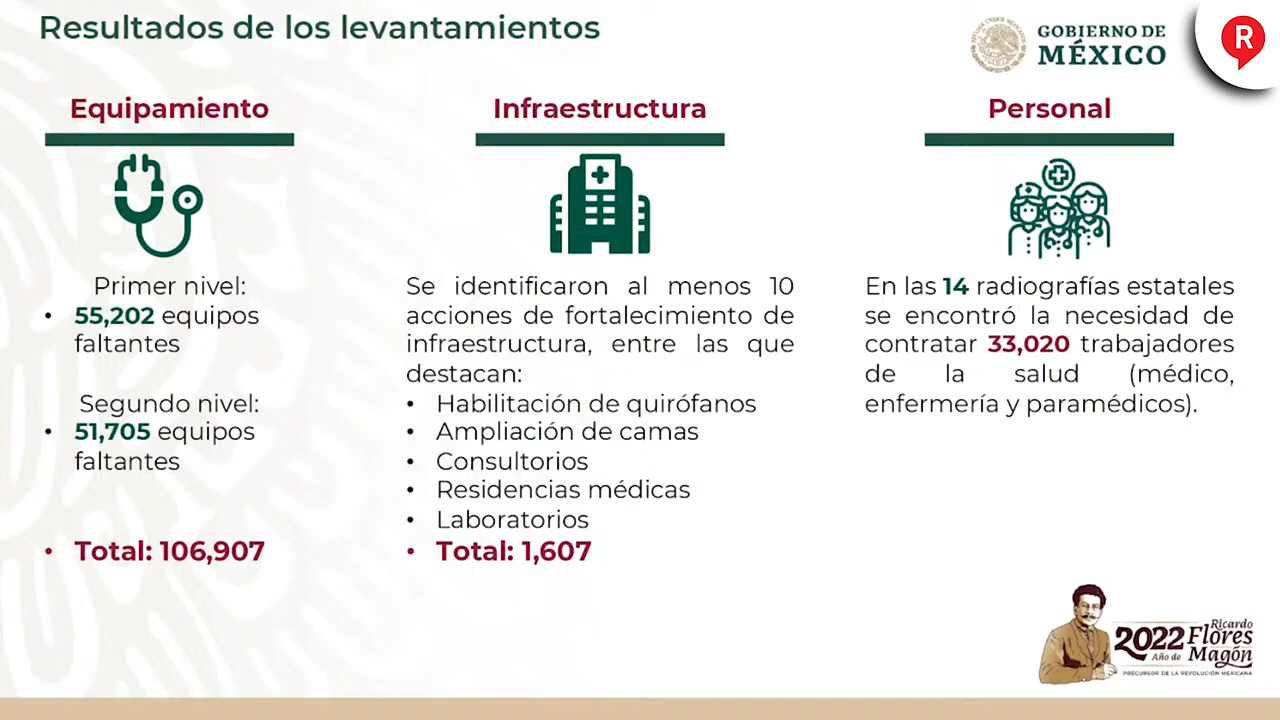 Resultados de los levantamientos
GOBIERNO DE
MÉXICO
R
Equipamiento
Primer nivel:
• 55,202 equipos
faltantes
Segundo nivel:
• 51,705 equipos
faltantes
• Total: 106,907
Infraestructura
Se identificaron al menos 10
acciones de fortalecimiento de
infraestructura, entre las que
destacan:
• Habilitación de quirófanos
• Ampliación de camas
• Consultorios
• Residencias médicas
• Laboratorios
• Total: 1,607
Personal
En las 14 radiografías estatales
se encontró la necesidad de
contratar 33,020 trabajadores
de la salud (médico,
enfermería y paramédicos).
2022
Año de
Ricardo
Flores
Magón
PRECURSOR DE LA REVOLUCIÓN MEXICANA